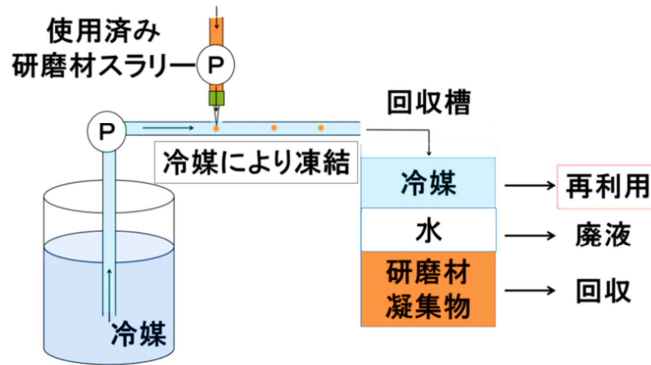 使用済み
研磨材スラリー
P
P
回収槽
冷媒により凍結
冷媒
再利用
水
廃液
研磨材
凝集物
回収
冷媒